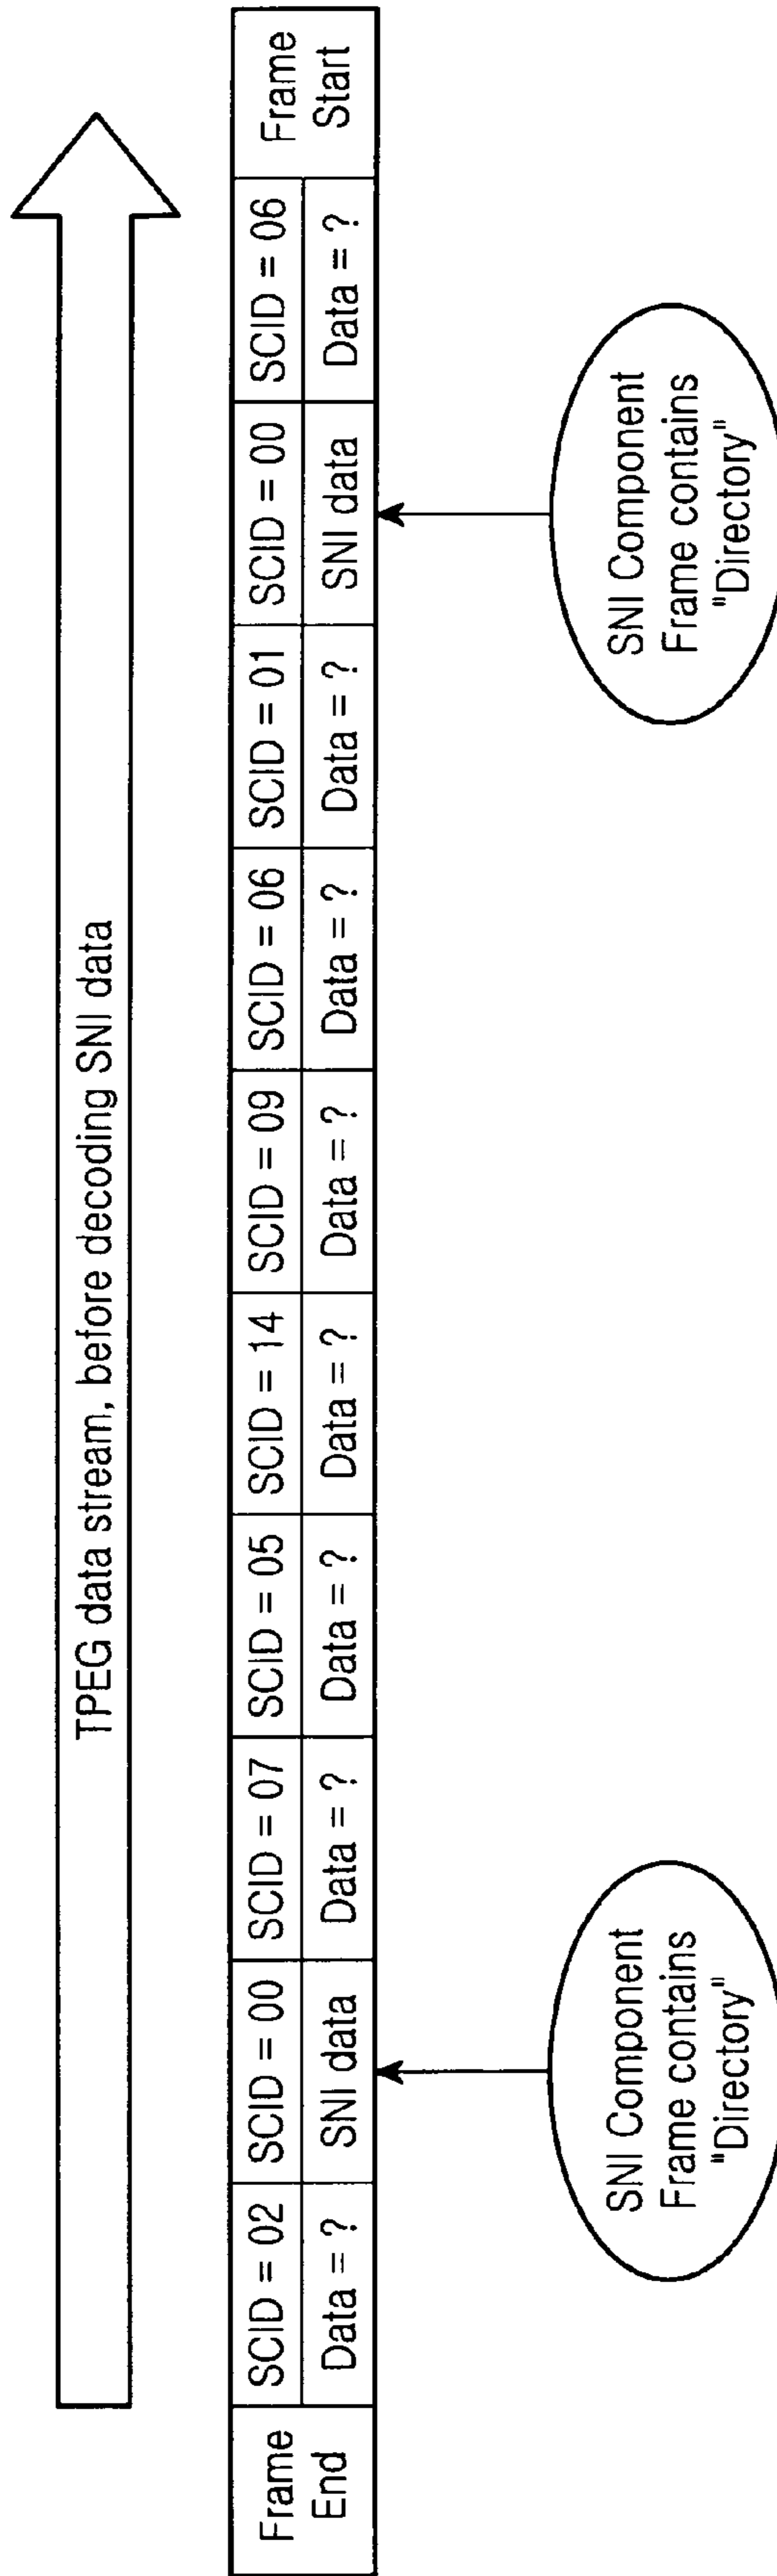 TPEG data stream, before decoding SNI data
Frame
End
SCID = 02
Data = ?
SCID = 00
SNI data
SCID = 07
Data = ?
SCID = 05
Data = ?
SCID = 14
Data = ?
SCID = 09
Data = ?
SCID = 06
Data = ?
SCID = 01
Data = ?
SCID = 00
SNI data
SCID = 06
Data = ?
Frame
Start
SNI Component
Frame contains
"Directory"
SNI Component
Frame contains
"Directory"